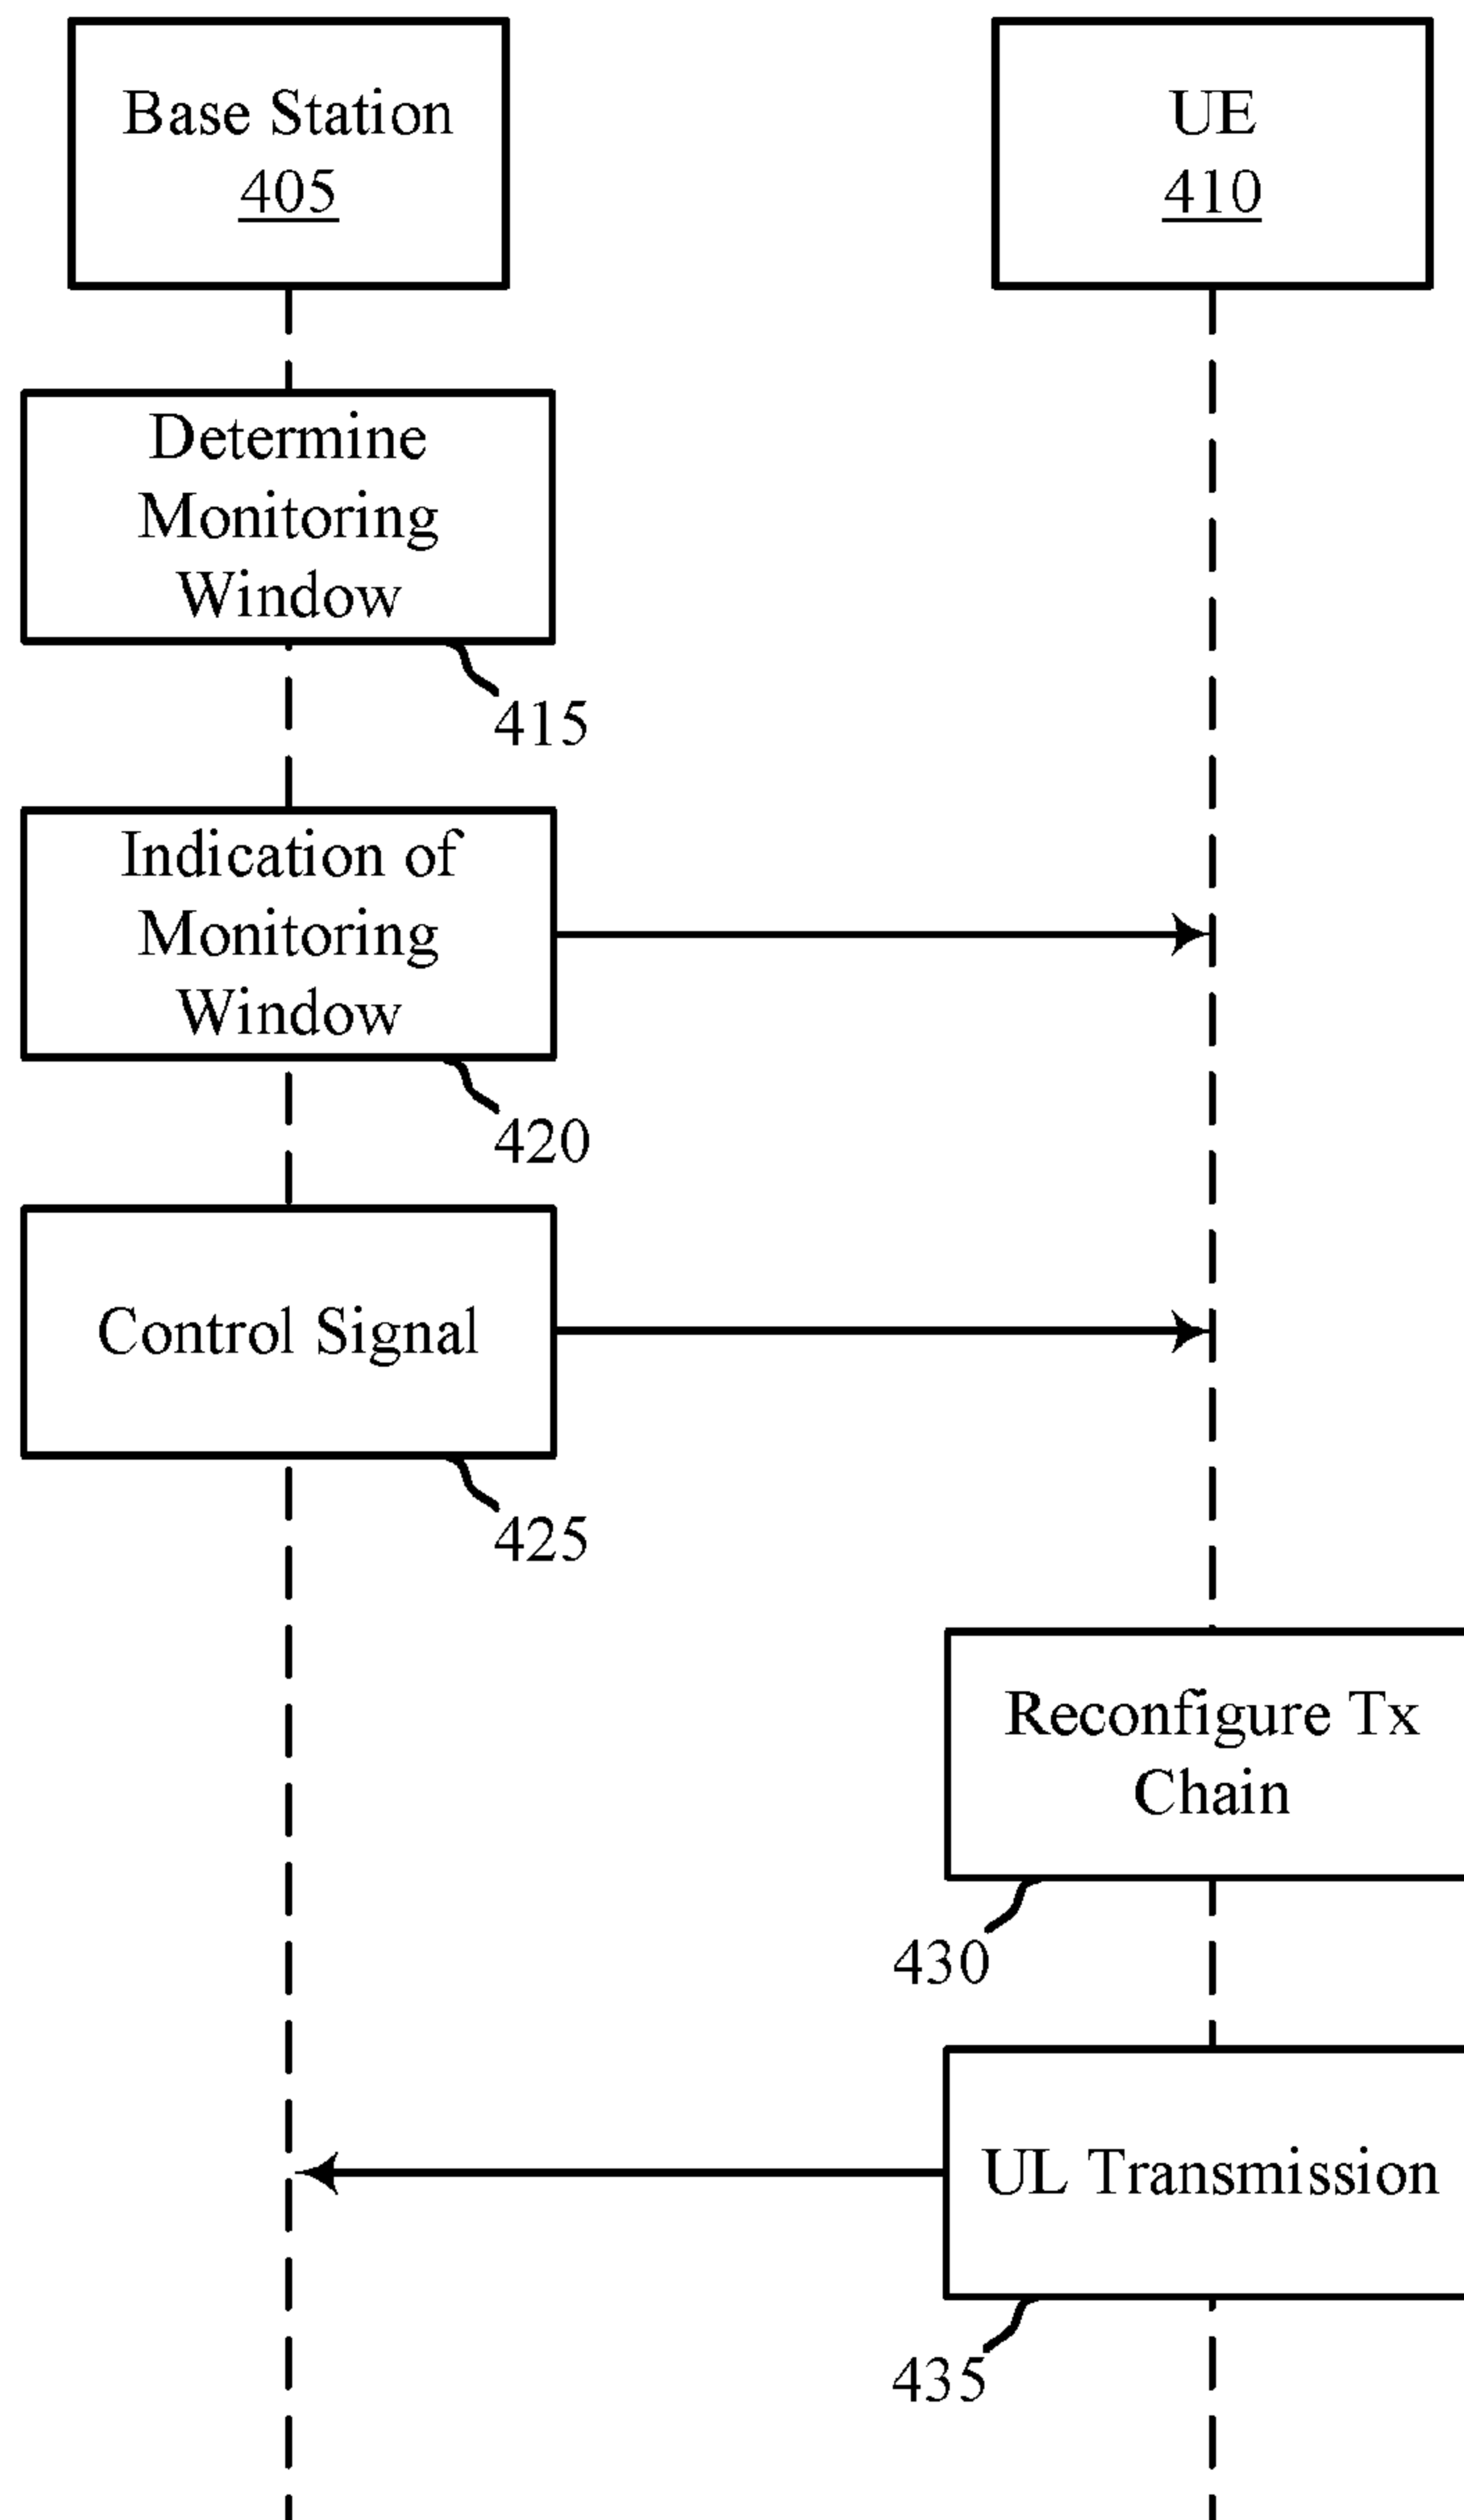 Base Station
405
UE
410
Determine
Monitoring
Window
415
Indication of
Monitoring
Window
420
Control Signal
425
Reconfigure Tx
Chain
430
UL Transmission
435